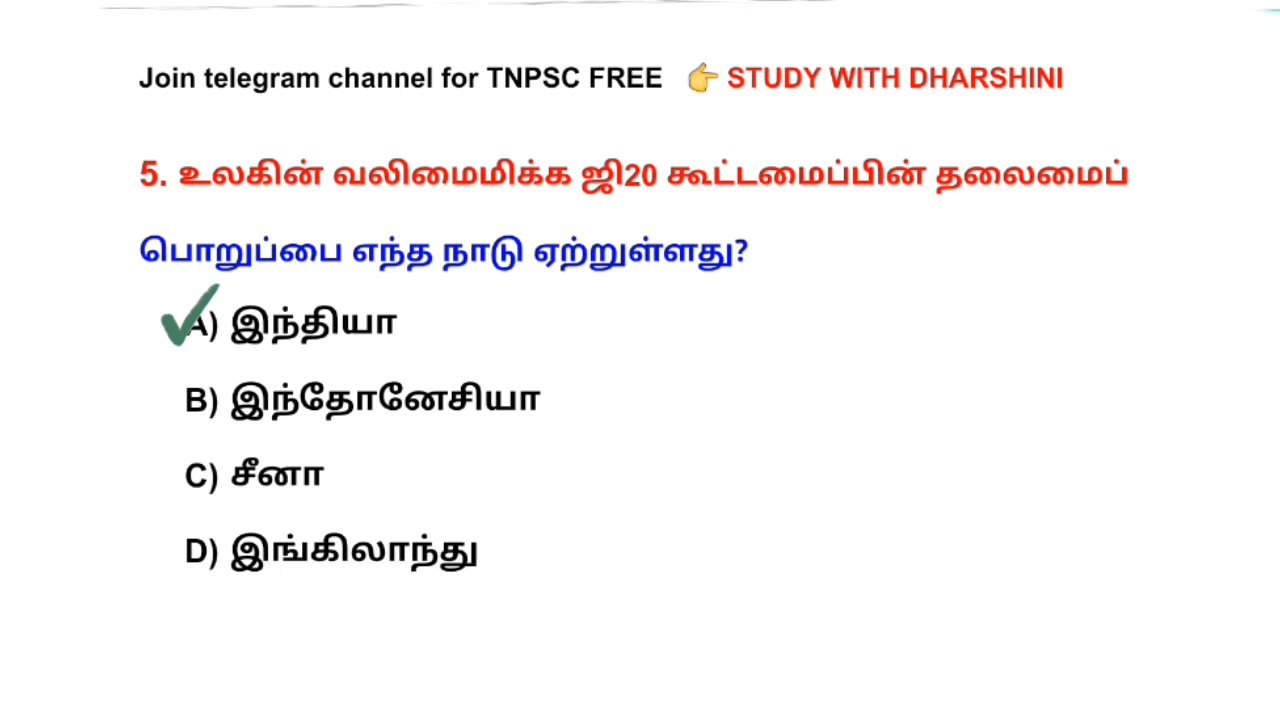 Join telegram channel for TNPSC FREE 👉 STUDY WITH DHARSHINI
5. உலகின் வலிமைமிக்க ஜி20 கூட்டமைப்பின் தலைமைப்
பொறுப்பை எந்த நாடு ஏற்றுள்ளது?
A) இந்தியா
B) இந்தோனேசியா
C) சீனா
D) இங்கிலாந்து